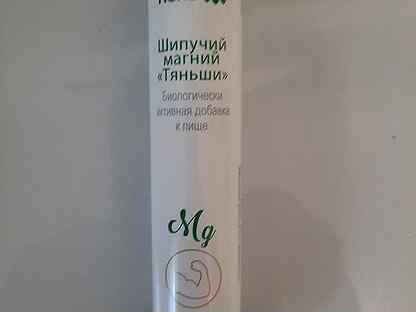 Шипучий
магний
«Тяньши»
Биологически
активная добавка
к пище
Mg